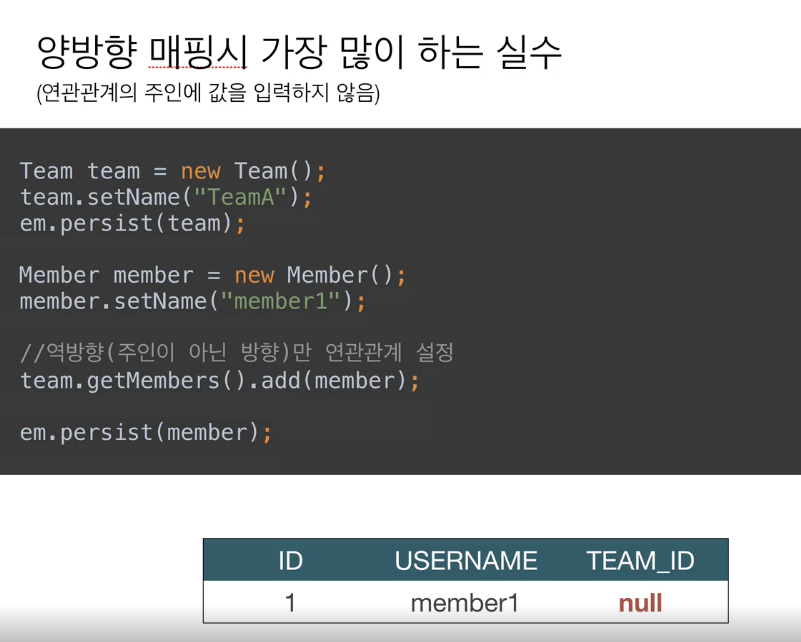 양방향 매핑시 가장 많이 하는 실수
(연관관계의 주인에 값을 입력하지 않음)
Team team = new Team();
team.setName("TeamA");
em.persist(team);
Member member = new Member();
member.setName("member1");
//역방향(주인이 아닌 방향)만 연관관계 설정
team.getMembers().add(member);
em.persist(member);
ID USERNAME TEAM_ID
1 member1 null